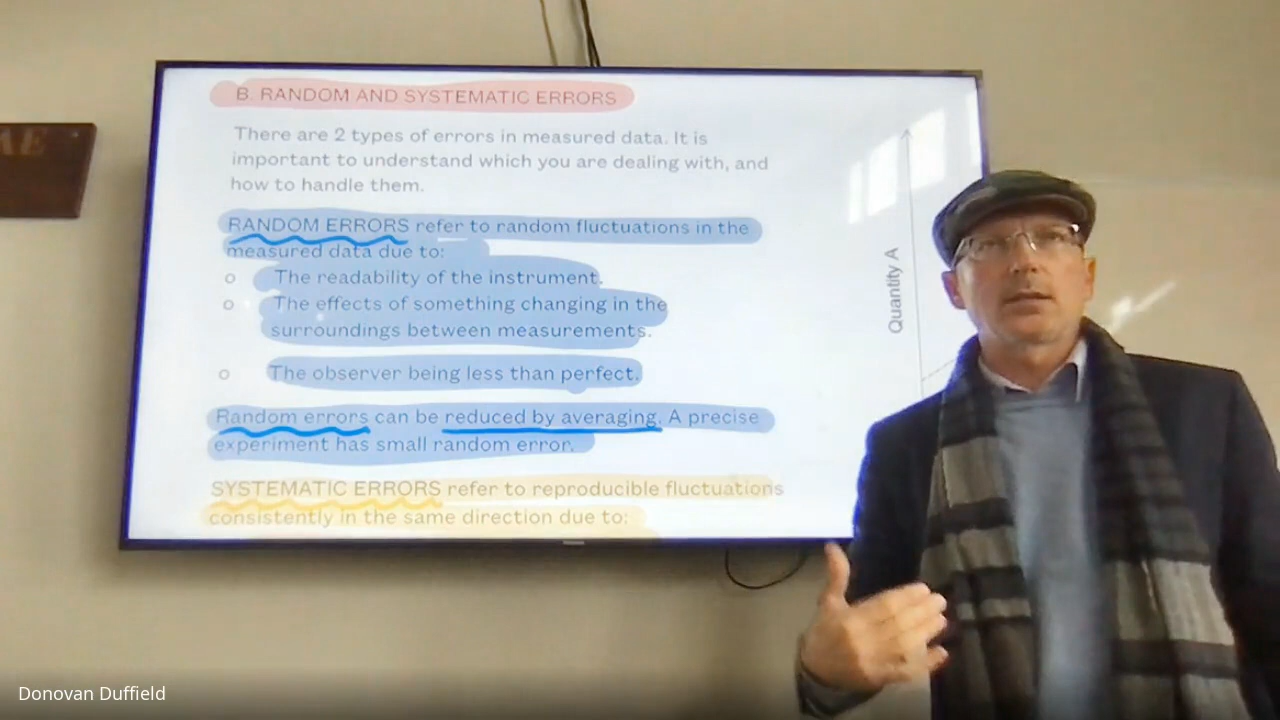 AE
B. RANDOM AND SYSTEMATIC ERRORS
There are 2 types of errors in measured data. It is
important to understand which you are dealing with, and
how to handle them.
RANDOM ERRORS refer to random fluctuations in the
measured data due to:
o The readability of the instrument.
o The effects of something changing in the
surroundings between measurements.
o The observer being less than perfect.
Random errors can be reduced by averaging. A precise
experiment has small random error.
SYSTEMATIC ERRORS refer to reproducible fluctuations
consistently in the same direction due to:
Quantity A
Donovan Duffield